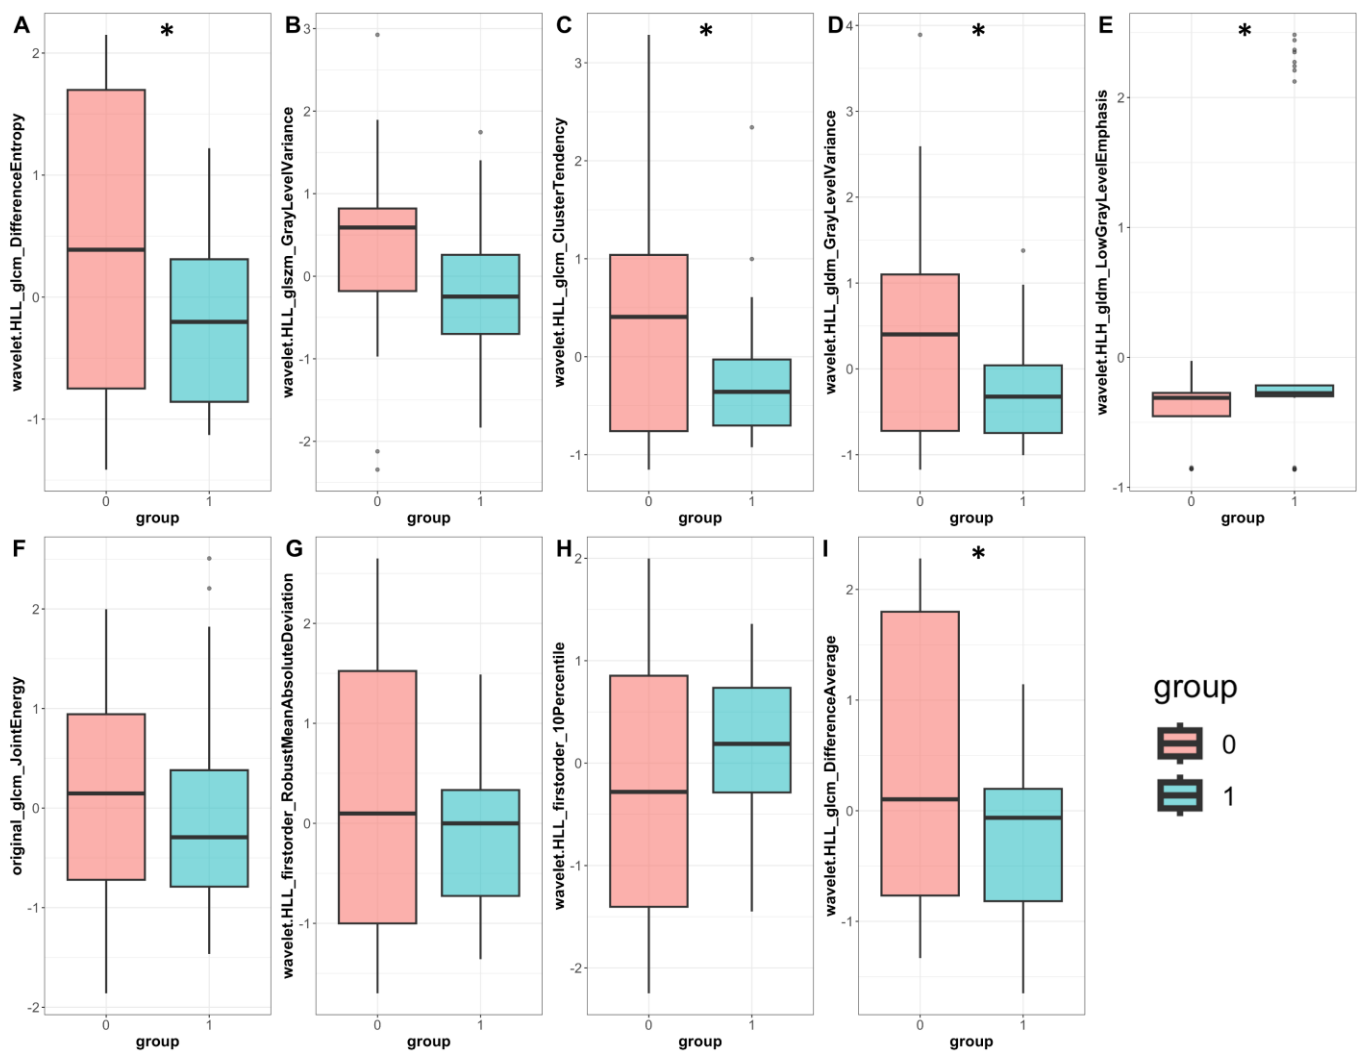 A
*
wavelet.HLL_glcm_DifferenceEntropy
2
1
0
-1
0
1
group
B
wavelet.HLL_glszm_GrayLevelVariance
3
2
1
0
-1
-2
0
1
group
C
*
wavelet.HLL_glcm_ClusterTendency
3
2
1
0
-1
0
1
group
D
*
wavelet.HLL_gldm_GrayLevelVariance
4
3
2
1
0
-1
0
1
group
E
*
wavelet.HLH_gldm_LowGrayLevelEmphasis
2
1
0
-1
0
1
group
F
original_glcm_JointEnergy
2
1
0
-1
-2
0
1
group
G
wavelet.HLL_firstorder_RobustMeanAbsoluteDeviation
2
1
0
-1
0
1
group
H
wavelet.HLL_firstorder_10Percentile
2
1
0
-1
-2
0
1
group
I
*
wavelet.HLL_glcm_DifferenceAverage
2
1
0
-1
0
1
group
group
0
1